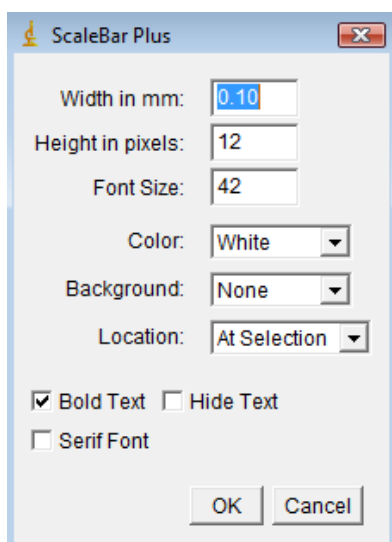 ScaleBar Plus
Width in mm: 0.10
Height in pixels: 12
Font Size: 42
Color: White
Background: None
Location: At Selection
Bold Text Hide Text
Serif Font
OK Cancel